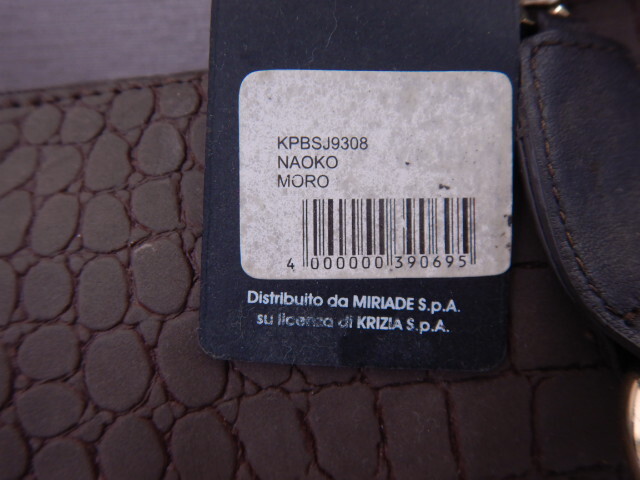 KPBSJ9308
NAOKO
MORO
4 000000 390695
Distribuito da MIRIADE S.p.A.
su licenza di KRIZIA S.p.A.